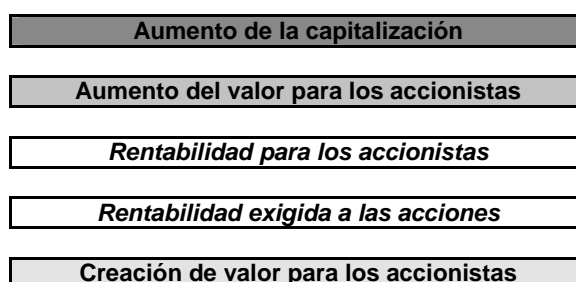 Aumento de la capitalización
Aumento del valor para los accionistas
Rentabilidad para los accionistas
Rentabilidad exigida a las acciones
Creación de valor para los accionistas